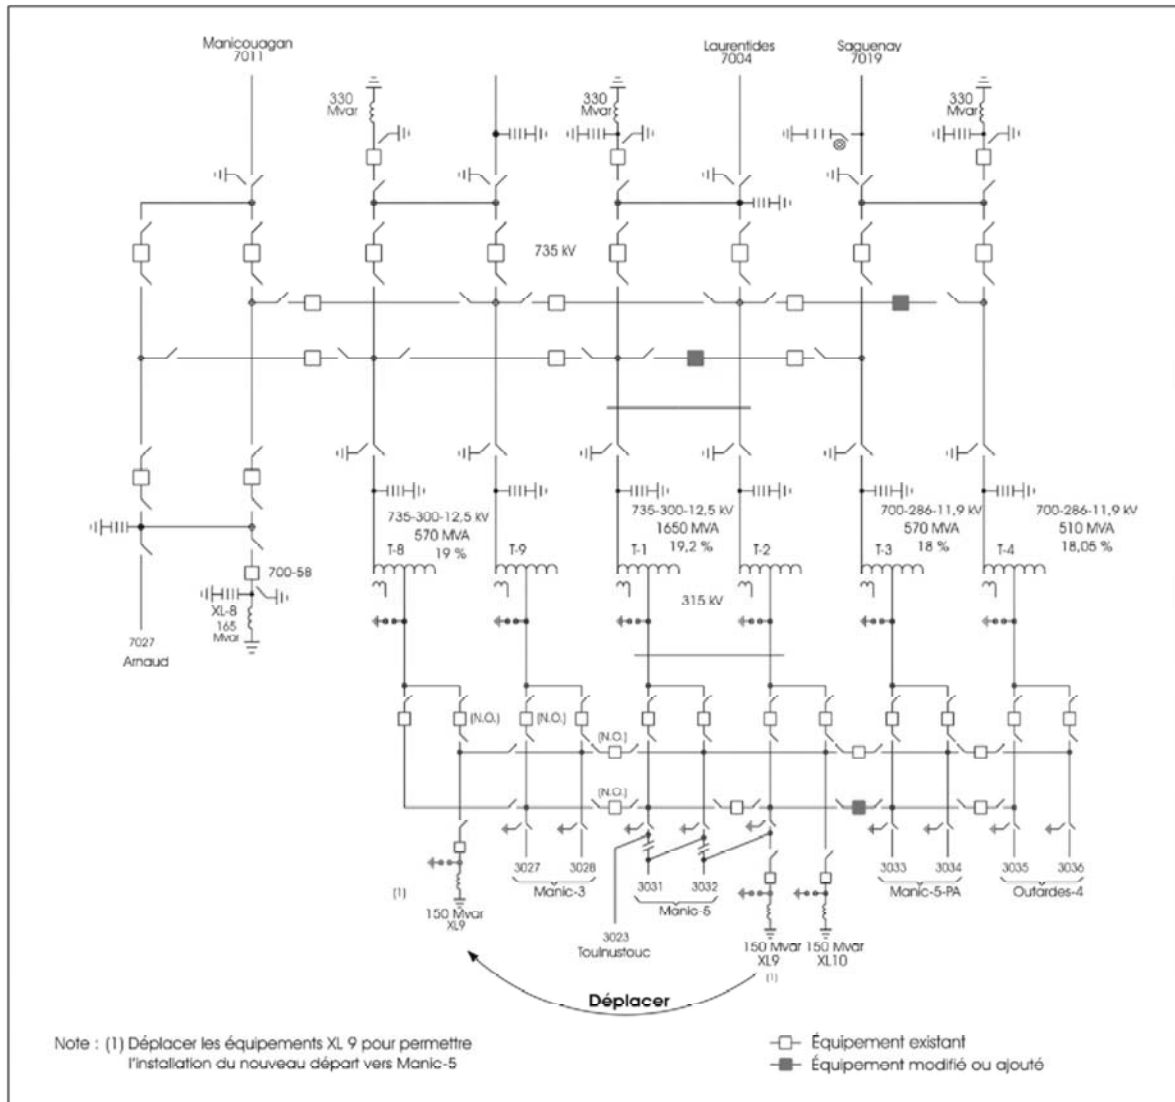 Manicouagan
7011
Laurentides
7004
Saguenay
7019
330
Mvar
330
Mvar
330
Mvar
735 kV
735-300-12,5 kV
570 MVA
19 %
735-300-12,5 kV
1650 MVA
19,2 %
700-286-11,9 kV
570 MVA
18 %
700-286-11,9 kV
510 MVA
18,05 %
T-8
T-9
T-1
T-2
T-3
T-4
700-58
XL-8
165
Mvar
315 kV
7027
Arnaud
(N.O.)
(N.O.)
(N.O.)
(N.O.)
3027
3028
Manic-3
3031
3032
Manic-5
3033
3034
Manic-5-PA
3035
3036
Outardes-4
(1)
150 Mvar
XL9
3023
Toulnustouc
150 Mvar
XL9
(1)
150 Mvar
XL10
Déplacer
Note : (1) Déplacer les équipements XL 9 pour permettre
l'installation du nouveau départ vers Manic-5
Équipement existant
Équipement modifié ou ajouté